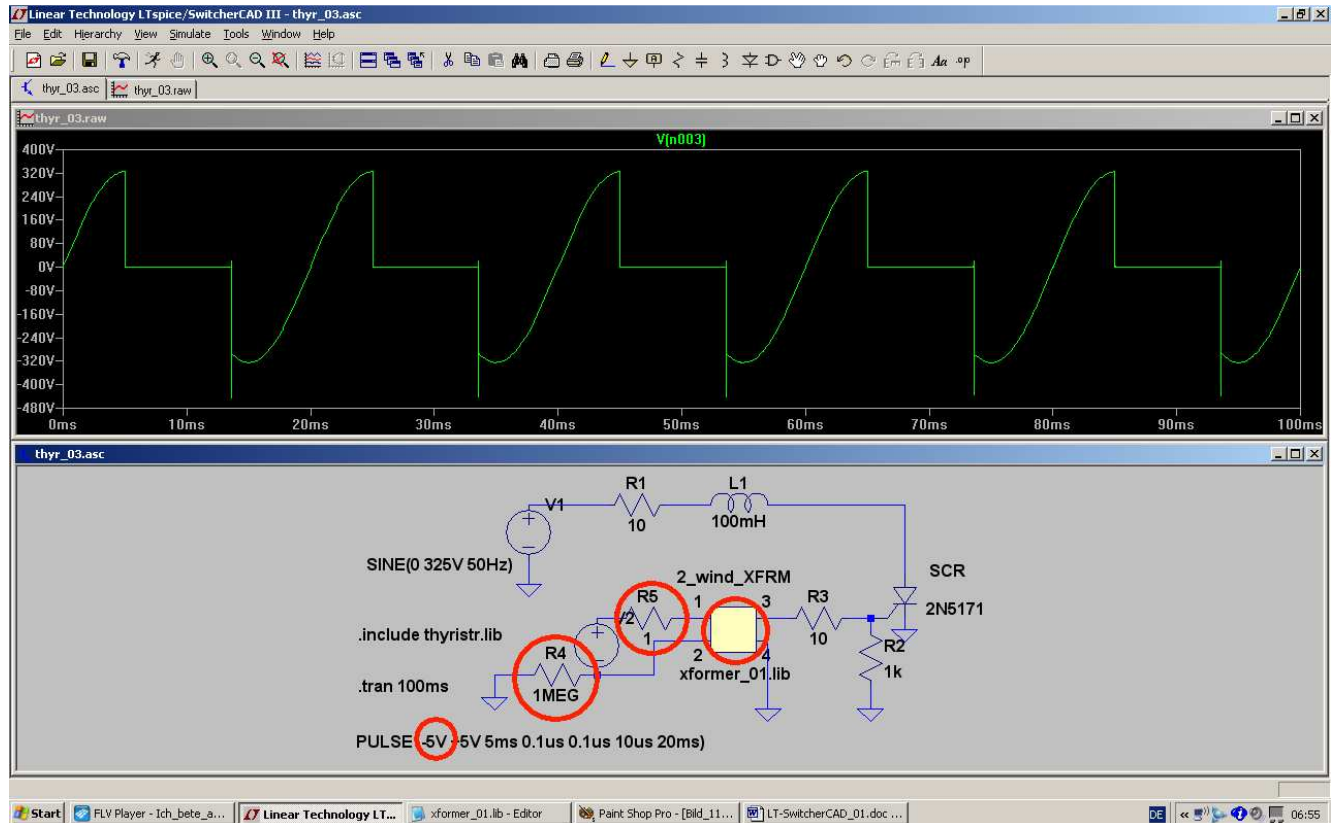 Linear Technology LTspice/SwitcherCAD III - thyr_03.asc
File Edit Hierarchy View Simulate Tools Window Help
Aa .op
thyr_03.asc thyr_03.raw
thyr_03.raw
V(n003)
400V
320V
240V
160V
80V
0V
-80V
-160V
-240V
-320V
-400V
-480V
0ms 10ms 20ms 30ms 40ms 50ms 60ms 70ms 80ms 90ms 100ms
thyr_03.asc
R1 L1
V1
10 100mH
SINE(0 325V 50Hz)
SCR
2_wind_XFRM
2N5171
R5 1 3 R3
V2
.include thyristr.lib
1 10
R4 2 4 R2
xformer_01.lib 1k
.tran 100ms
1MEG
PULSE -5V +5V 5ms 0.1us 0.1us 10us 20ms)
Start FLV Player - Ich_bete_a... Linear Technology LT... xformer_01.lib - Editor Paint Shop Pro - [Bild_11... LT-SwitcherCAD_01.doc ... DE « 06:55